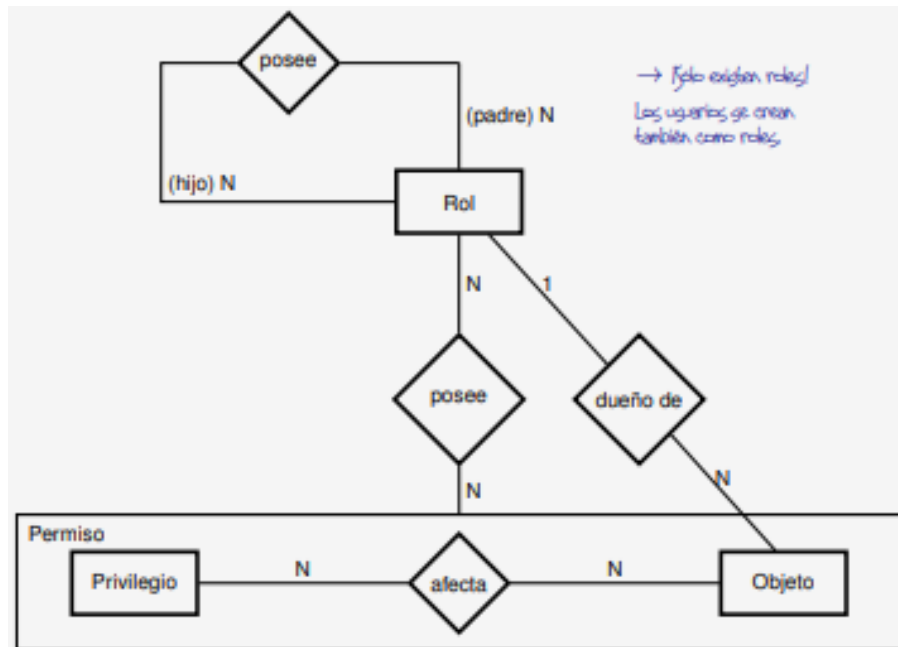 posee
→ ¡Sólo existen roles!
Los usuarios se crean
también como roles.
(padre) N
(hijo) N
Rol
N
1
posee
dueño de
N
N
Permiso
Privilegio
N
afecta
N
Objeto